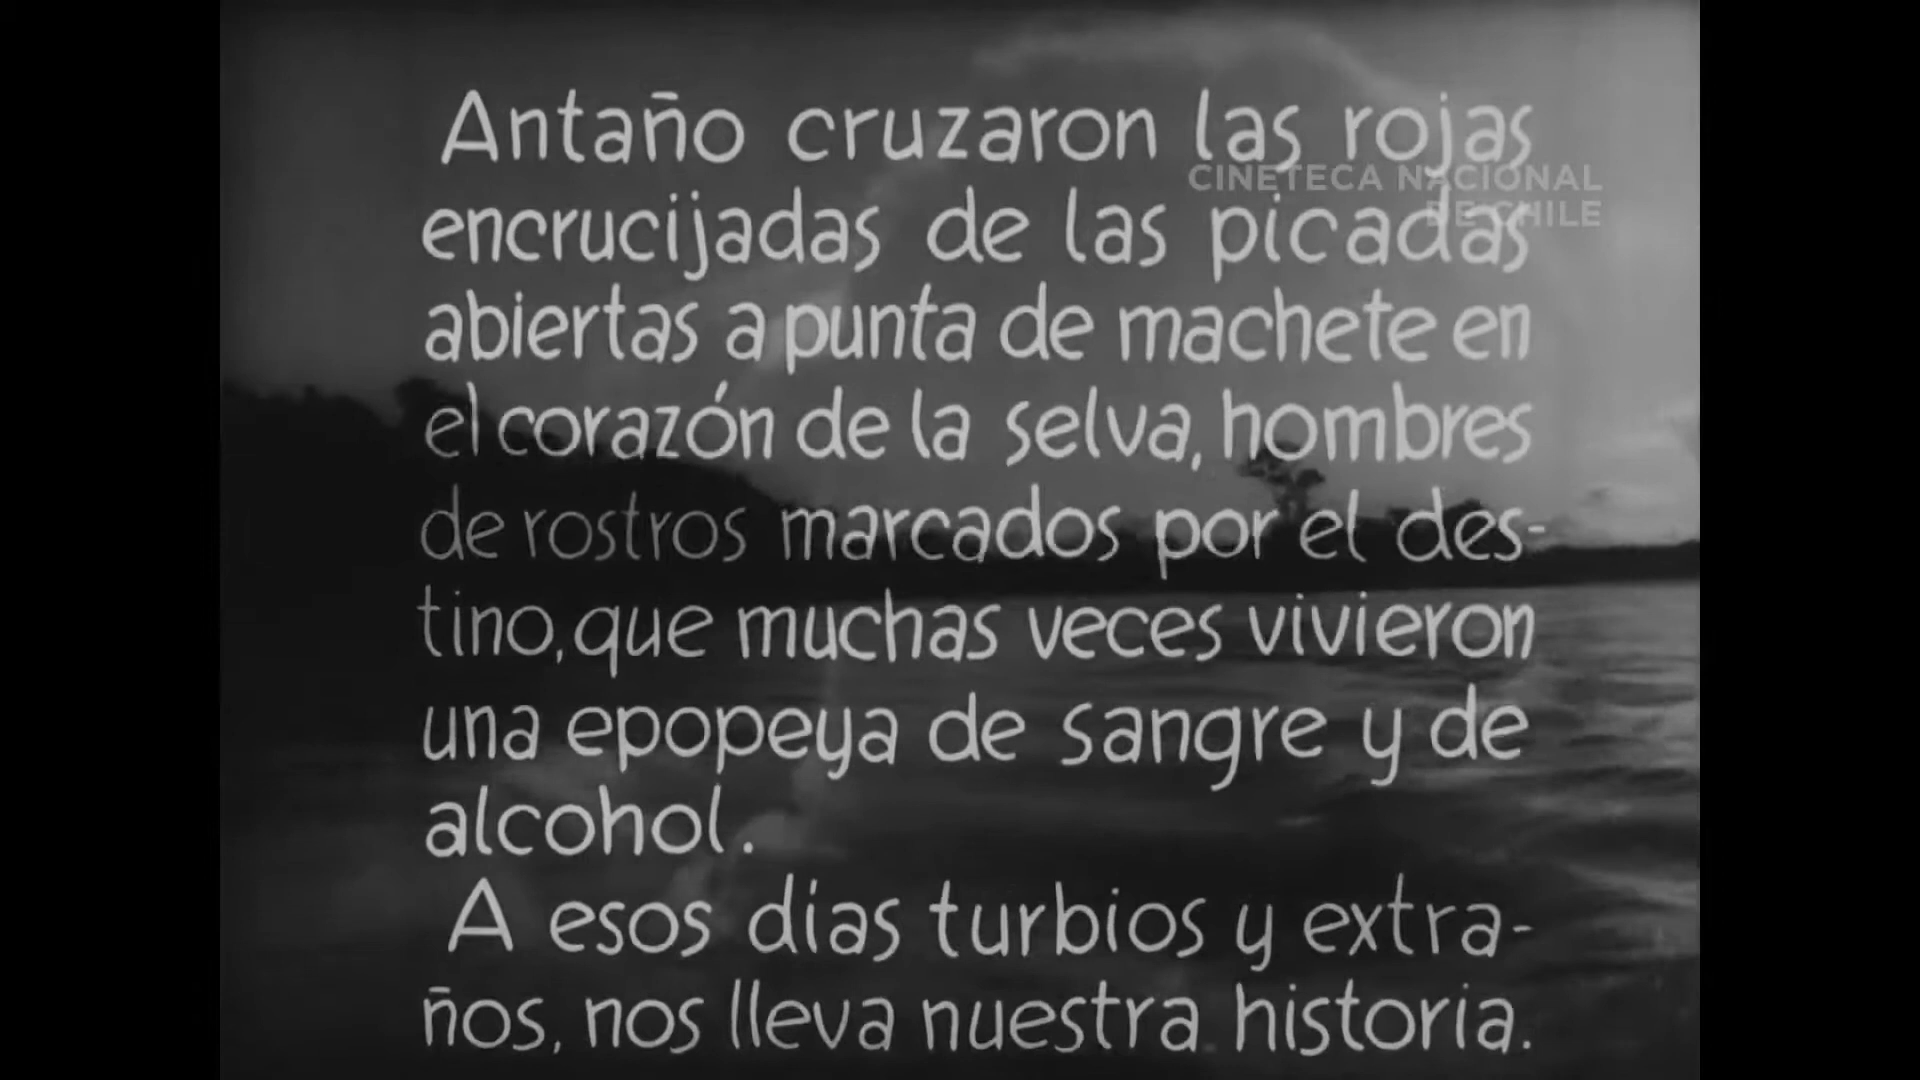 Antaño cruzaron las rojas
CINETECA NACIONAL
DE CHILE
encrucijadas de las picadas
abiertas a punta de machete en
el corazón de la selva, hombres
de rostros marcados por el des-
tino, que muchas veces vivieron
una epopeya de sangre y de
alcohol.
A esos días turbios y extra-
ños, nos lleva nuestra historia.